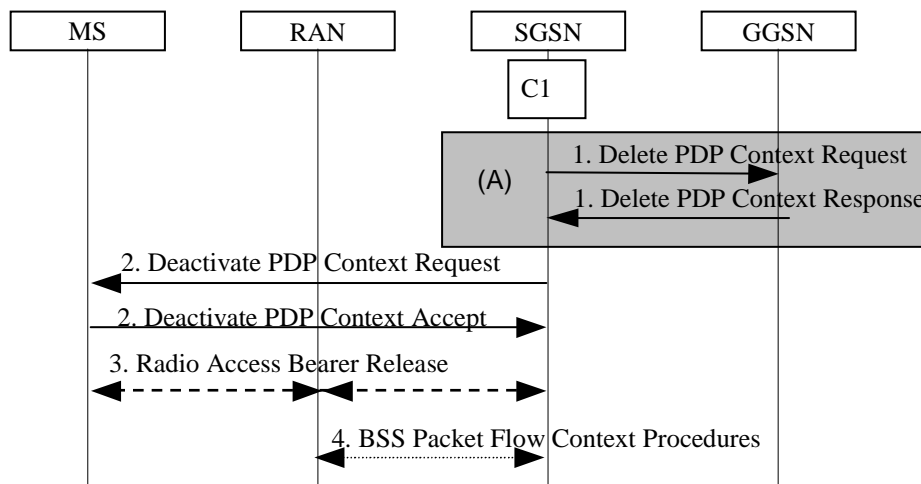 MS
RAN
SGSN
GGSN
C1
(A)
1. Delete PDP Context Request
1. Delete PDP Context Response
2. Deactivate PDP Context Request
2. Deactivate PDP Context Accept
3. Radio Access Bearer Release
4. BSS Packet Flow Context Procedures